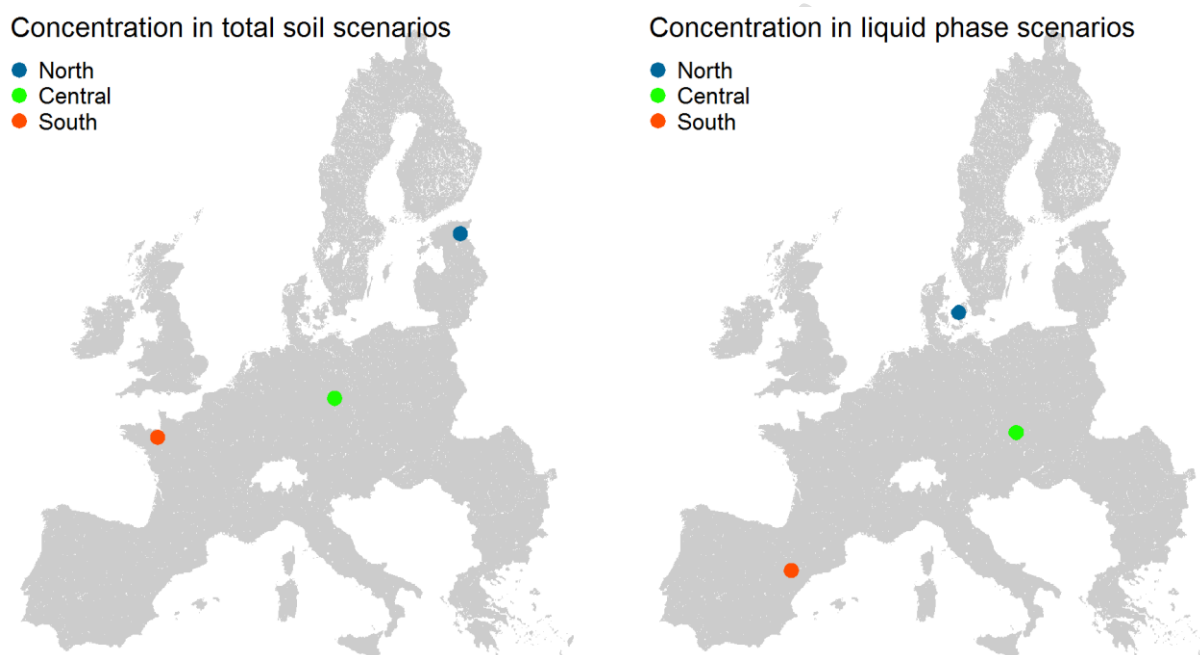 Concentration in total soil scenarios
North
Central
South
Concentration in liquid phase scenarios
North
Central
South